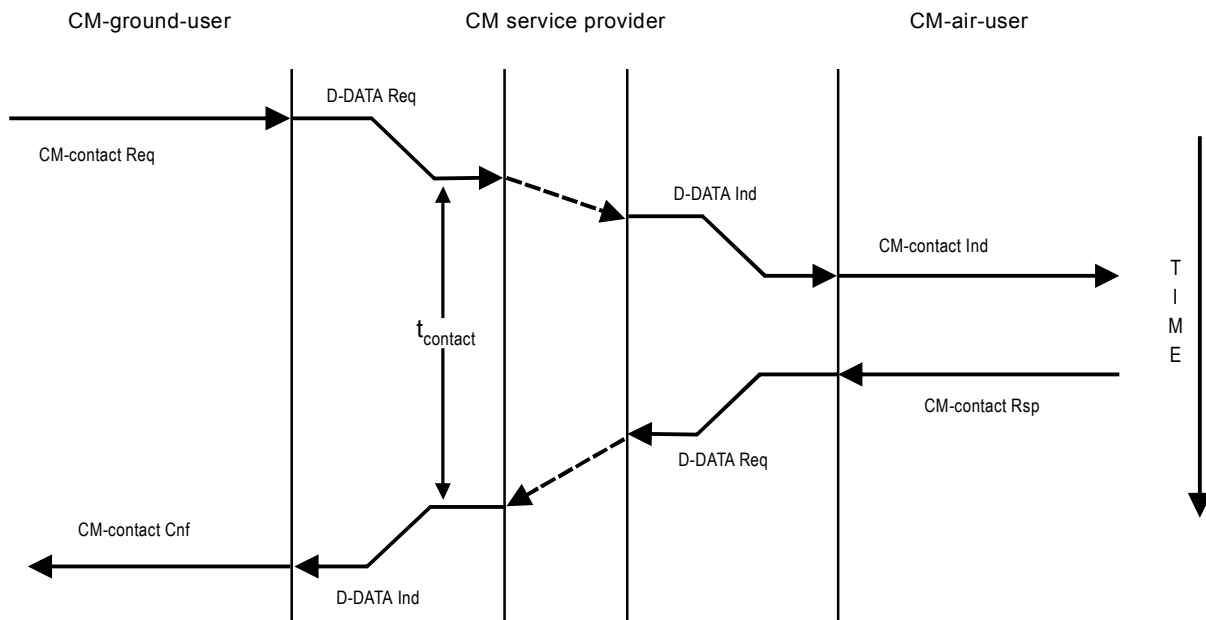 CM-ground-user
CM service provider
CM-air-user
D-DATA Req
CM-contact Req
D-DATA Ind
CM-contact Ind
T
I
M
E
tcontact
CM-contact Rsp
D-DATA Req
CM-contact Cnf
D-DATA Ind